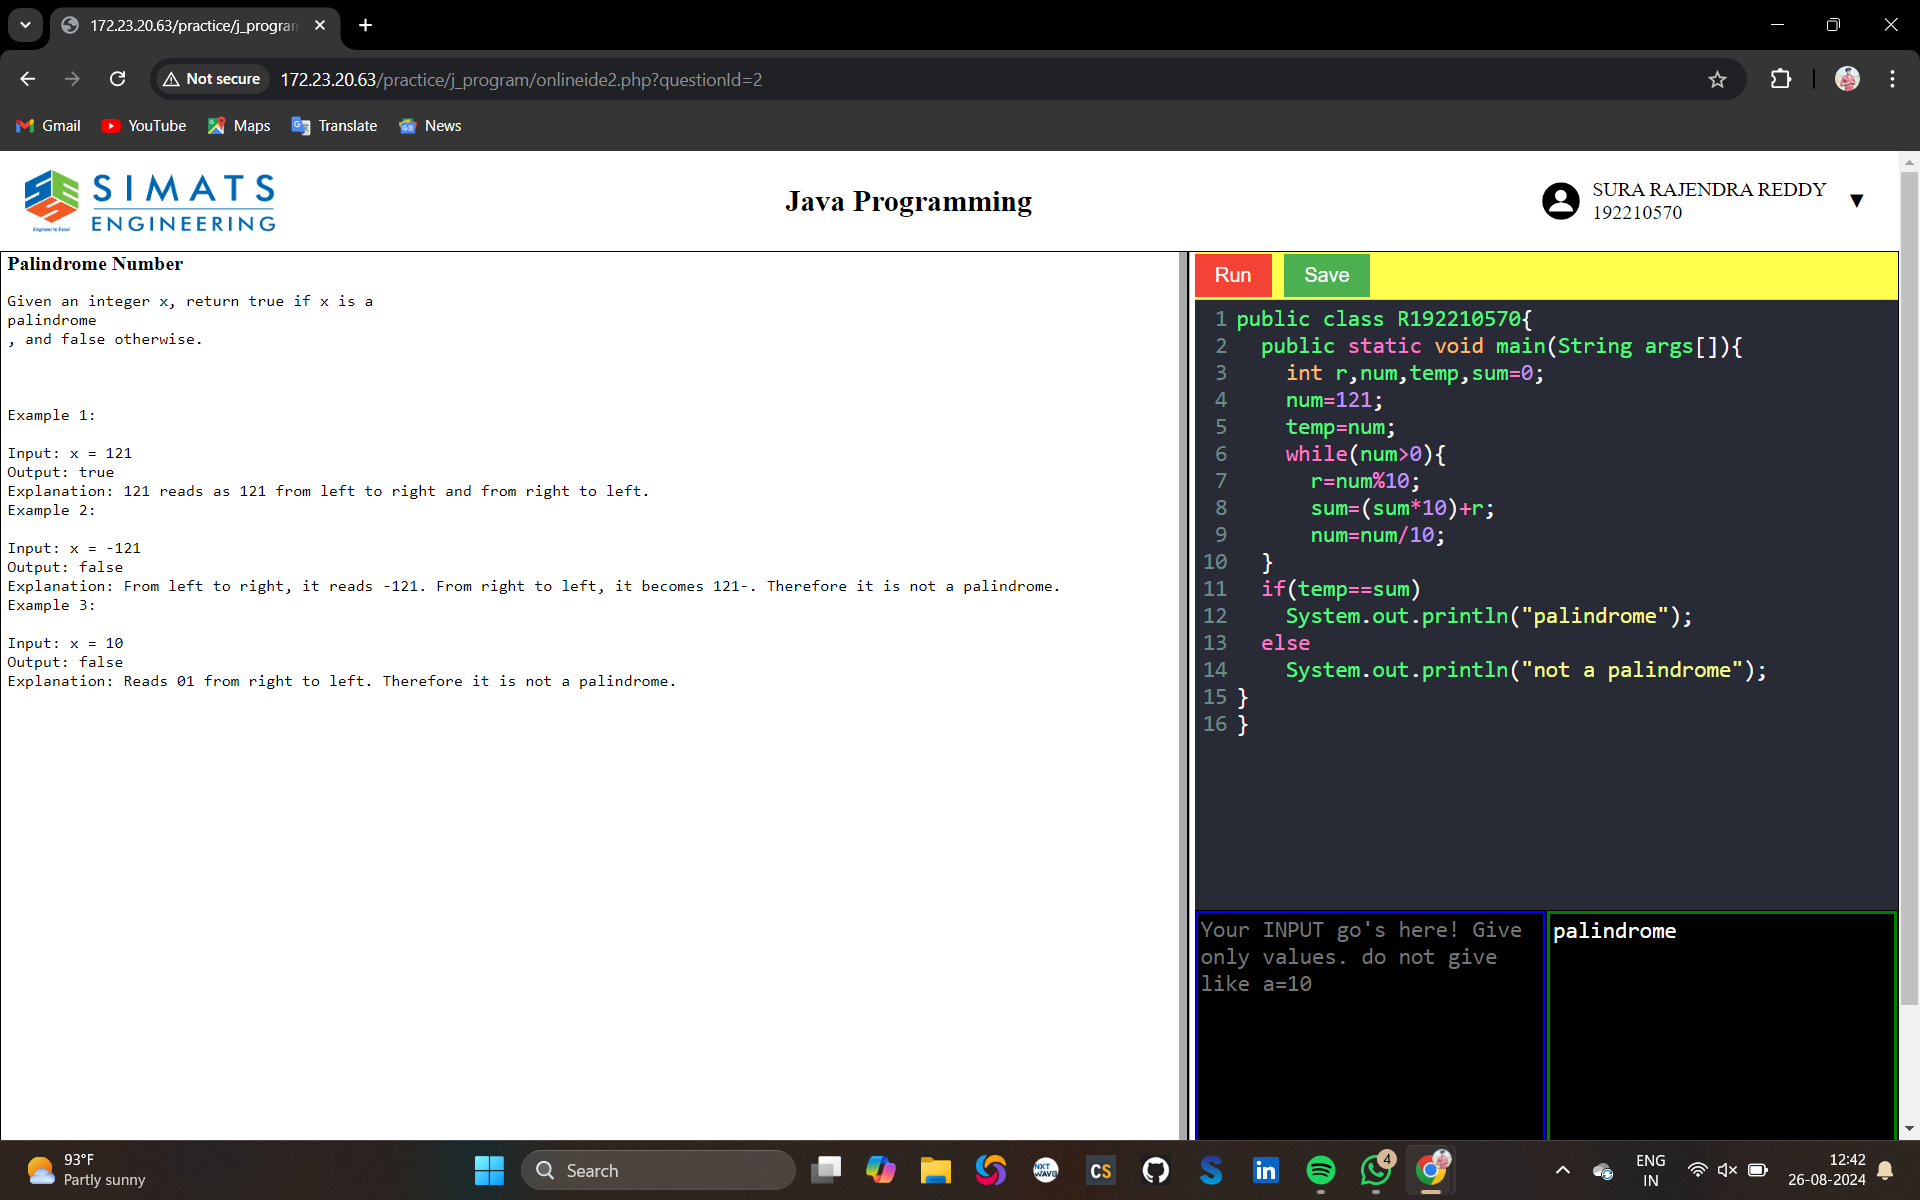 172.23.20.63/practice/j_progran
Not secure
172.23.20.63/practice/j_program/onlineide2.php?questionId=2
Gmail
YouTube
Maps
Translate
News
SIMATS
ENGINEERING
Engineer to Excel
Java Programming
SURA RAJENDRA REDDY
192210570
Palindrome Number
Given an integer x, return true if x is a
palindrome
, and false otherwise.
Example 1:
Input: x = 121
Output: true
Explanation: 121 reads as 121 from left to right and from right to left.
Example 2:
Input: x = -121
Output: false
Explanation: From left to right, it reads -121. From right to left, it becomes 121-. Therefore it is not a palindrome.
Example 3:
Input: x = 10
Output: false
Explanation: Reads 01 from right to left. Therefore it is not a palindrome.
Run
Save
1 public class R192210570{
2 public static void main(String args[]){
3 int r,num,temp,sum=0;
4 num=121;
5 temp=num;
6 while(num>0){
7 r=num%10;
8 sum=(sum*10)+r;
9 num=num/10;
10 }
11 if(temp==sum)
12 System.out.println("palindrome");
13 else
14 System.out.println("not a palindrome");
15 }
16 }
Your INPUT go's here! Give
only values. do not give
like a=10
palindrome
93°F
Partly sunny
Search
NXT
WAVE
CS
S
in
4
ENG
IN
12:42
26-08-2024